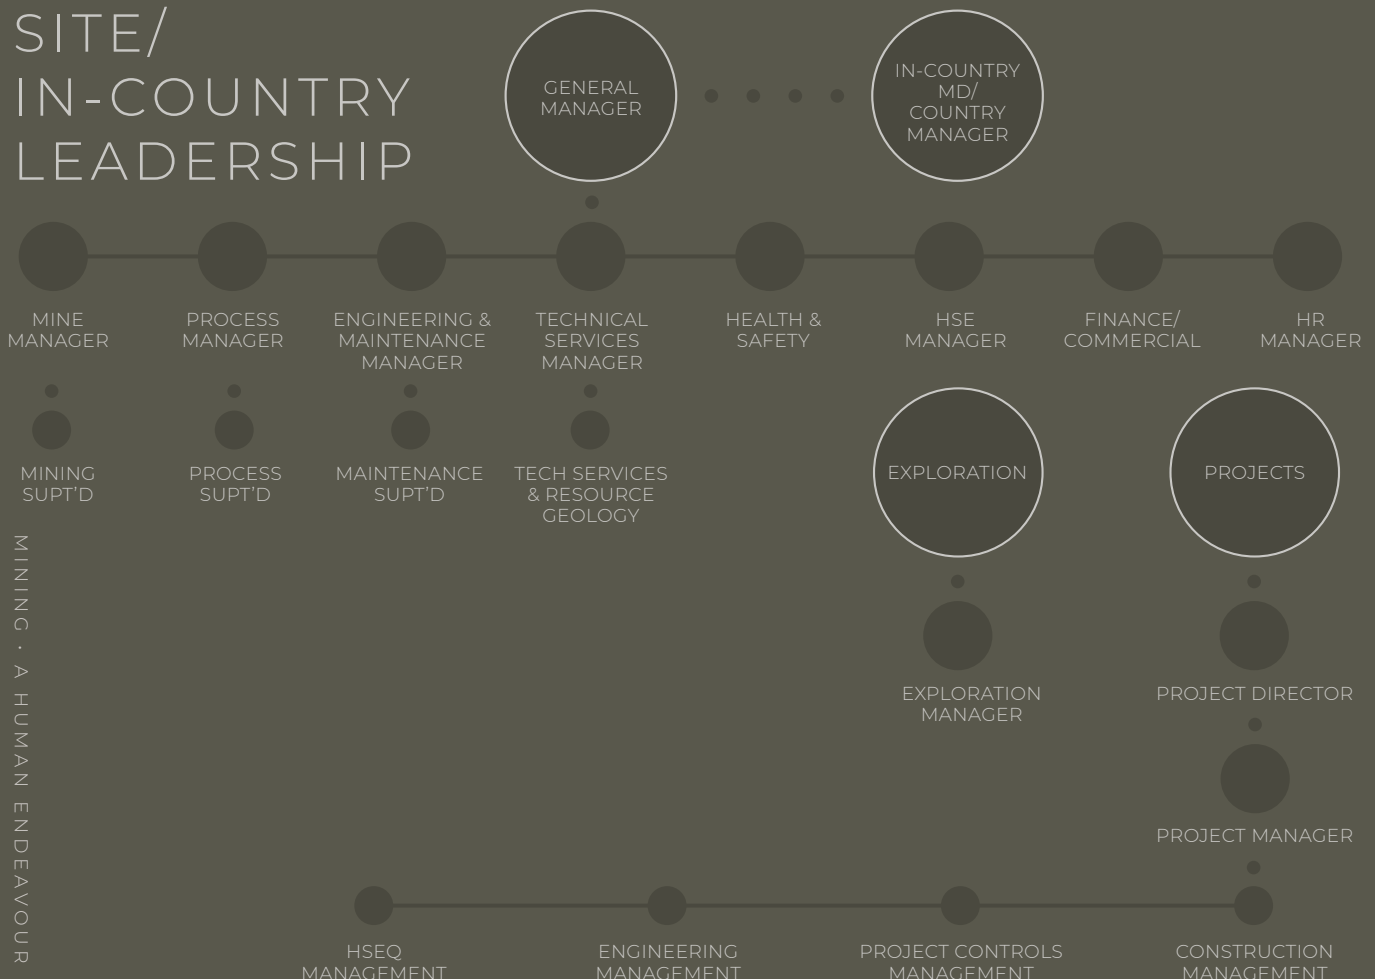 SITE/
IN-COUNTRY
LEADERSHIP
GENERAL
MANAGER
IN-COUNTRY
MD/
COUNTRY
MANAGER
MINE
MANAGER
PROCESS
MANAGER
ENGINEERING &
MAINTENANCE
MANAGER
TECHNICAL
SERVICES
MANAGER
HEALTH &
SAFETY
HSE
MANAGER
FINANCE/
COMMERCIAL
HR
MANAGER
MINING
SUPT’D
PROCESS
SUPT’D
MAINTENANCE
SUPT’D
TECH SERVICES
& RESOURCE
GEOLOGY
EXPLORATION
PROJECTS
EXPLORATION
MANAGER
PROJECT DIRECTOR
PROJECT MANAGER
HSEQ
MANAGEMENT
ENGINEERING
MANAGEMENT
PROJECT CONTROLS
MANAGEMENT
CONSTRUCTION
MANAGEMENT
MINING · A HUMAN ENDEAVOUR